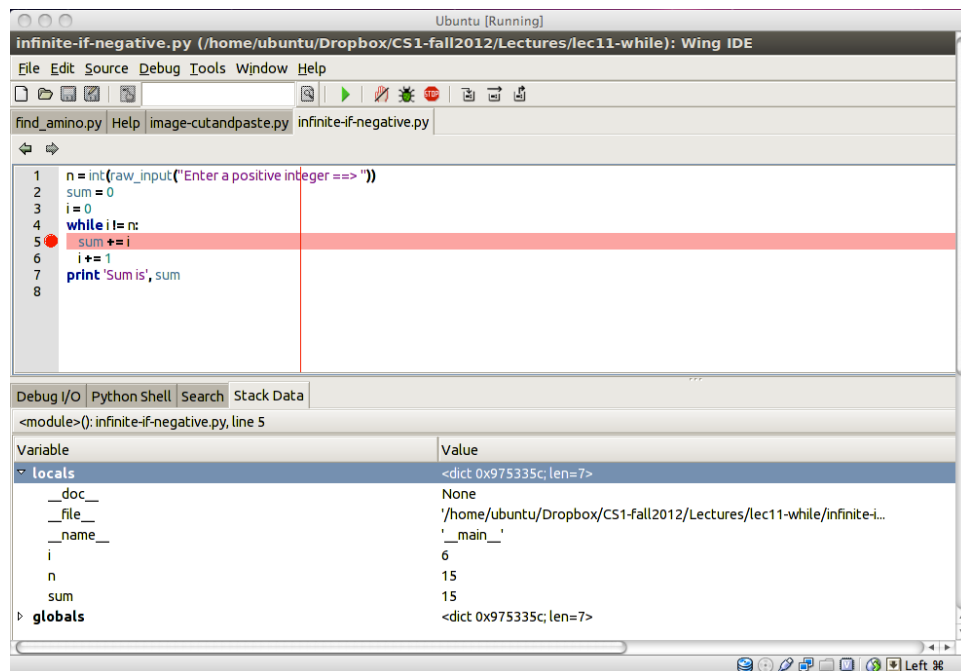 Ubuntu [Running]
infinite-if-negative.py (/home/ubuntu/Dropbox/CS1-fall2012/Lectures/lec11-while): Wing IDE
File Edit Source Debug Tools Window Help
STOP
find_amino.py Help image-cutandpaste.py infinite-if-negative.py
1 n = int(raw_input("Enter a positive integer ==> "))
2 sum = 0
3 i = 0
4 while i != n:
5 sum += i
6 i += 1
7 print 'Sum is', sum
8
Debug I/O Python Shell Search Stack Data
<module>(): infinite-if-negative.py, line 5
Variable Value
locals <dict 0x975335c; len=7>
__doc__ None
__file__ '/home/ubuntu/Dropbox/CS1-fall2012/Lectures/lec11-while/infinite-i...
__name__ '__main__'
i 6
n 15
sum 15
globals <dict 0x975335c; len=7>
Left ⌘